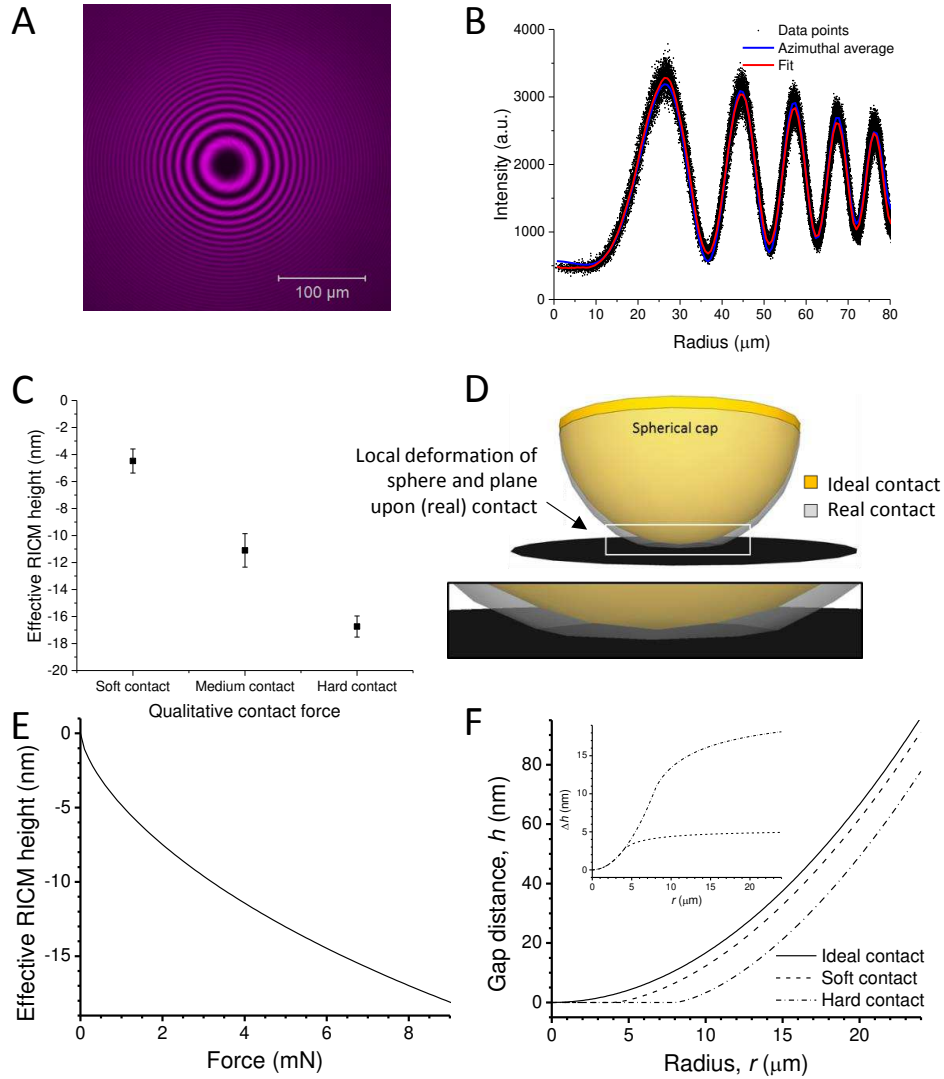 A
100 µm
B
Data points
Azimuthal average
Fit
4000
3000
2000
1000
0
Intensity (a.u.)
0 10 20 30 40 50 60 70 80
Radius (µm)
C
0
-2
-4
-6
-8
-10
-12
-14
-16
-18
-20
Effective RICM height (nm)
Soft contact Medium contact Hard contact
Qualitative contact force
D
Spherical cap
Local deformation of
sphere and plane
upon (real) contact
Ideal contact
Real contact
E
0
-5
-10
-15
Effective RICM height (nm)
0 2 4 6 8
Force (mN)
F
80
60
40
20
0
Gap distance, h (nm)
15
10
5
0
Δh (nm)
0 5 10 15 20
r (µm)
Ideal contact
Soft contact
Hard contact
0 5 10 15 20
Radius, r (µm)